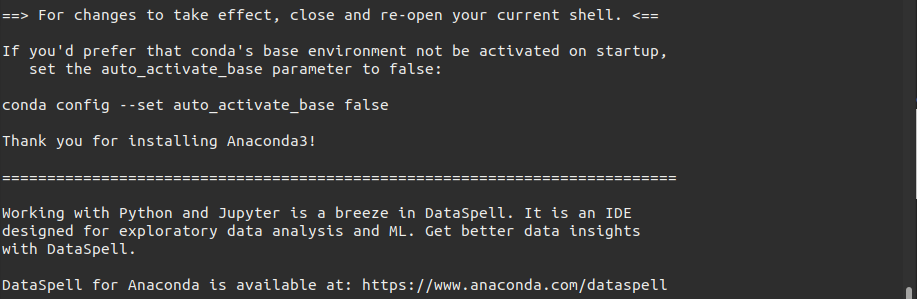 ==> For changes to take effect, close and re-open your current shell. <==
If you'd prefer that conda's base environment not be activated on startup,
   set the auto_activate_base parameter to false:
conda config --set auto_activate_base false
Thank you for installing Anaconda3!
===========================================================================
Working with Python and Jupyter is a breeze in DataSpell. It is an IDE
designed for exploratory data analysis and ML. Get better data insights
with DataSpell.
DataSpell for Anaconda is available at: https://www.anaconda.com/dataspell